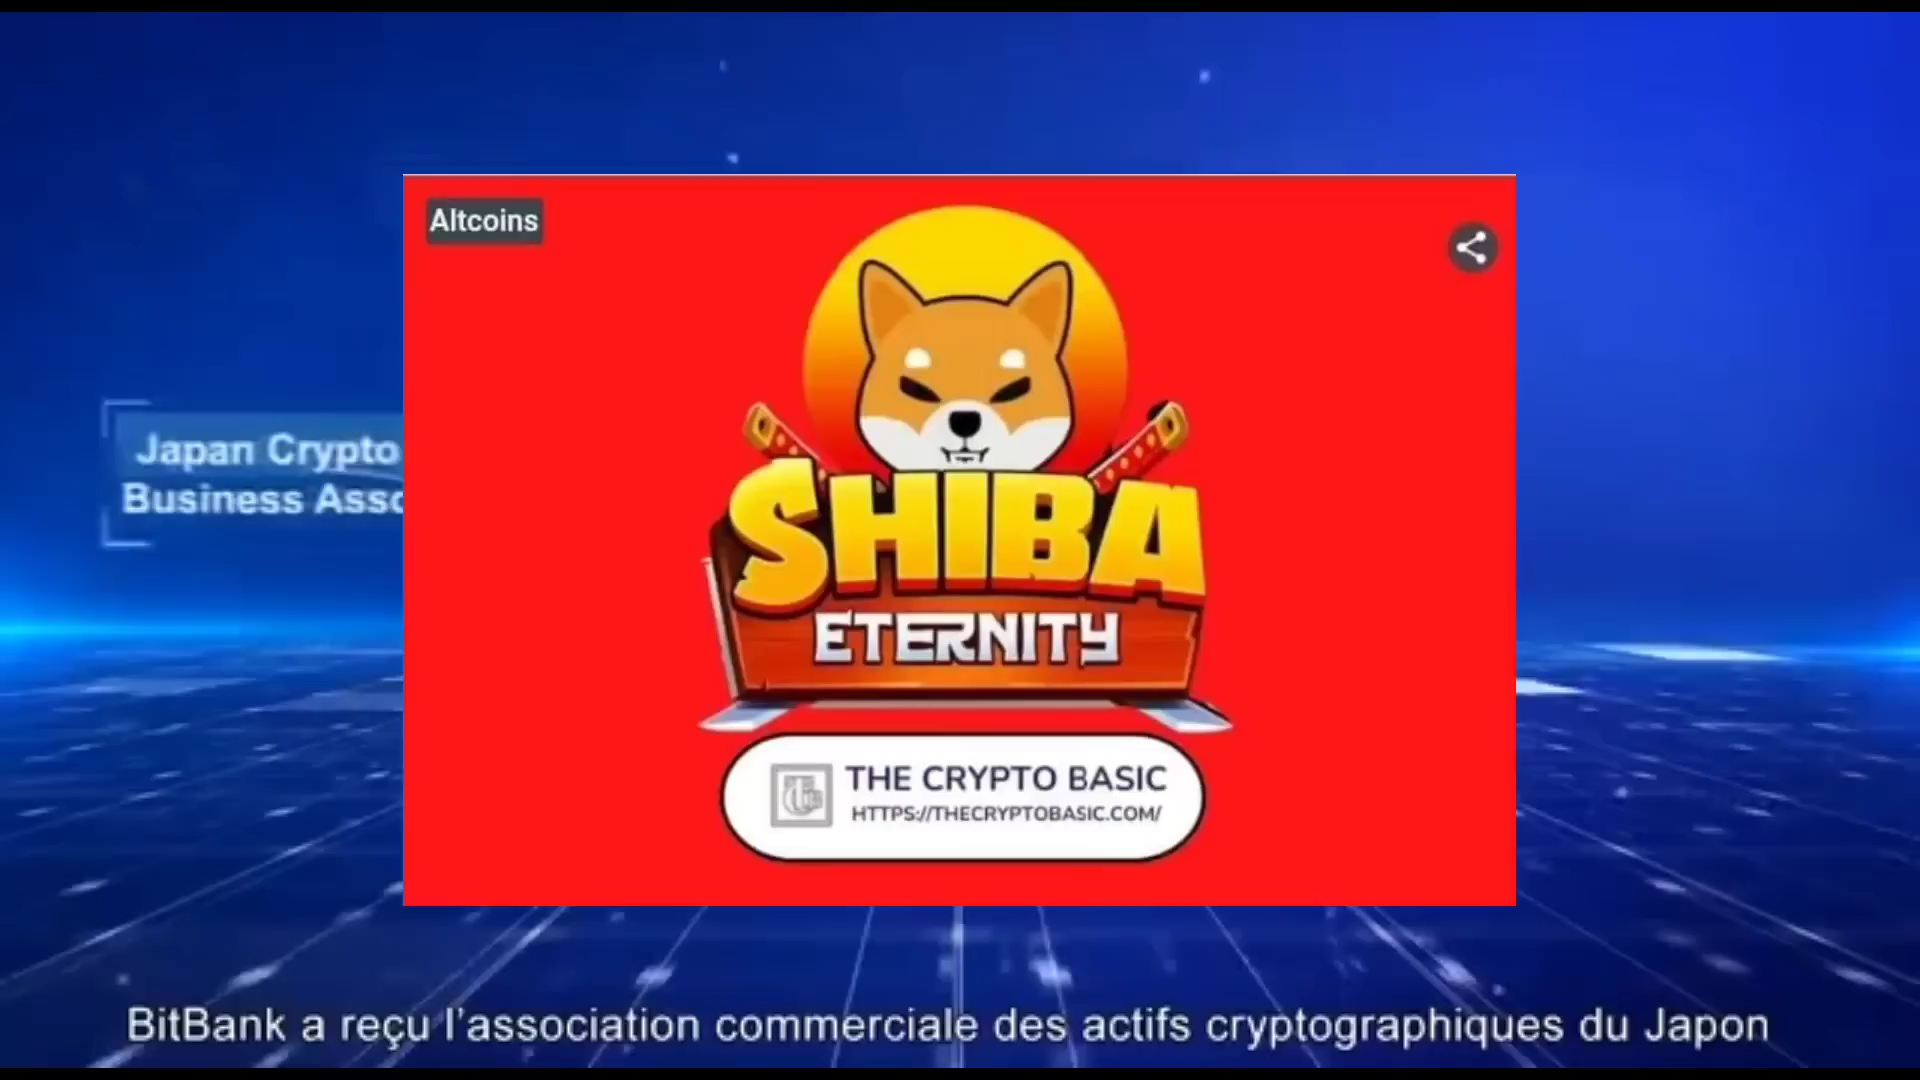 Altcoins
Japan Crypto
Business Asso
SHIBA
ETERNITY
THE CRYPTO BASIC
HTTPS://THECRYPTOBASIC.COM/
BitBank a reçu l'association commerciale des actifs cryptographiques du Japon